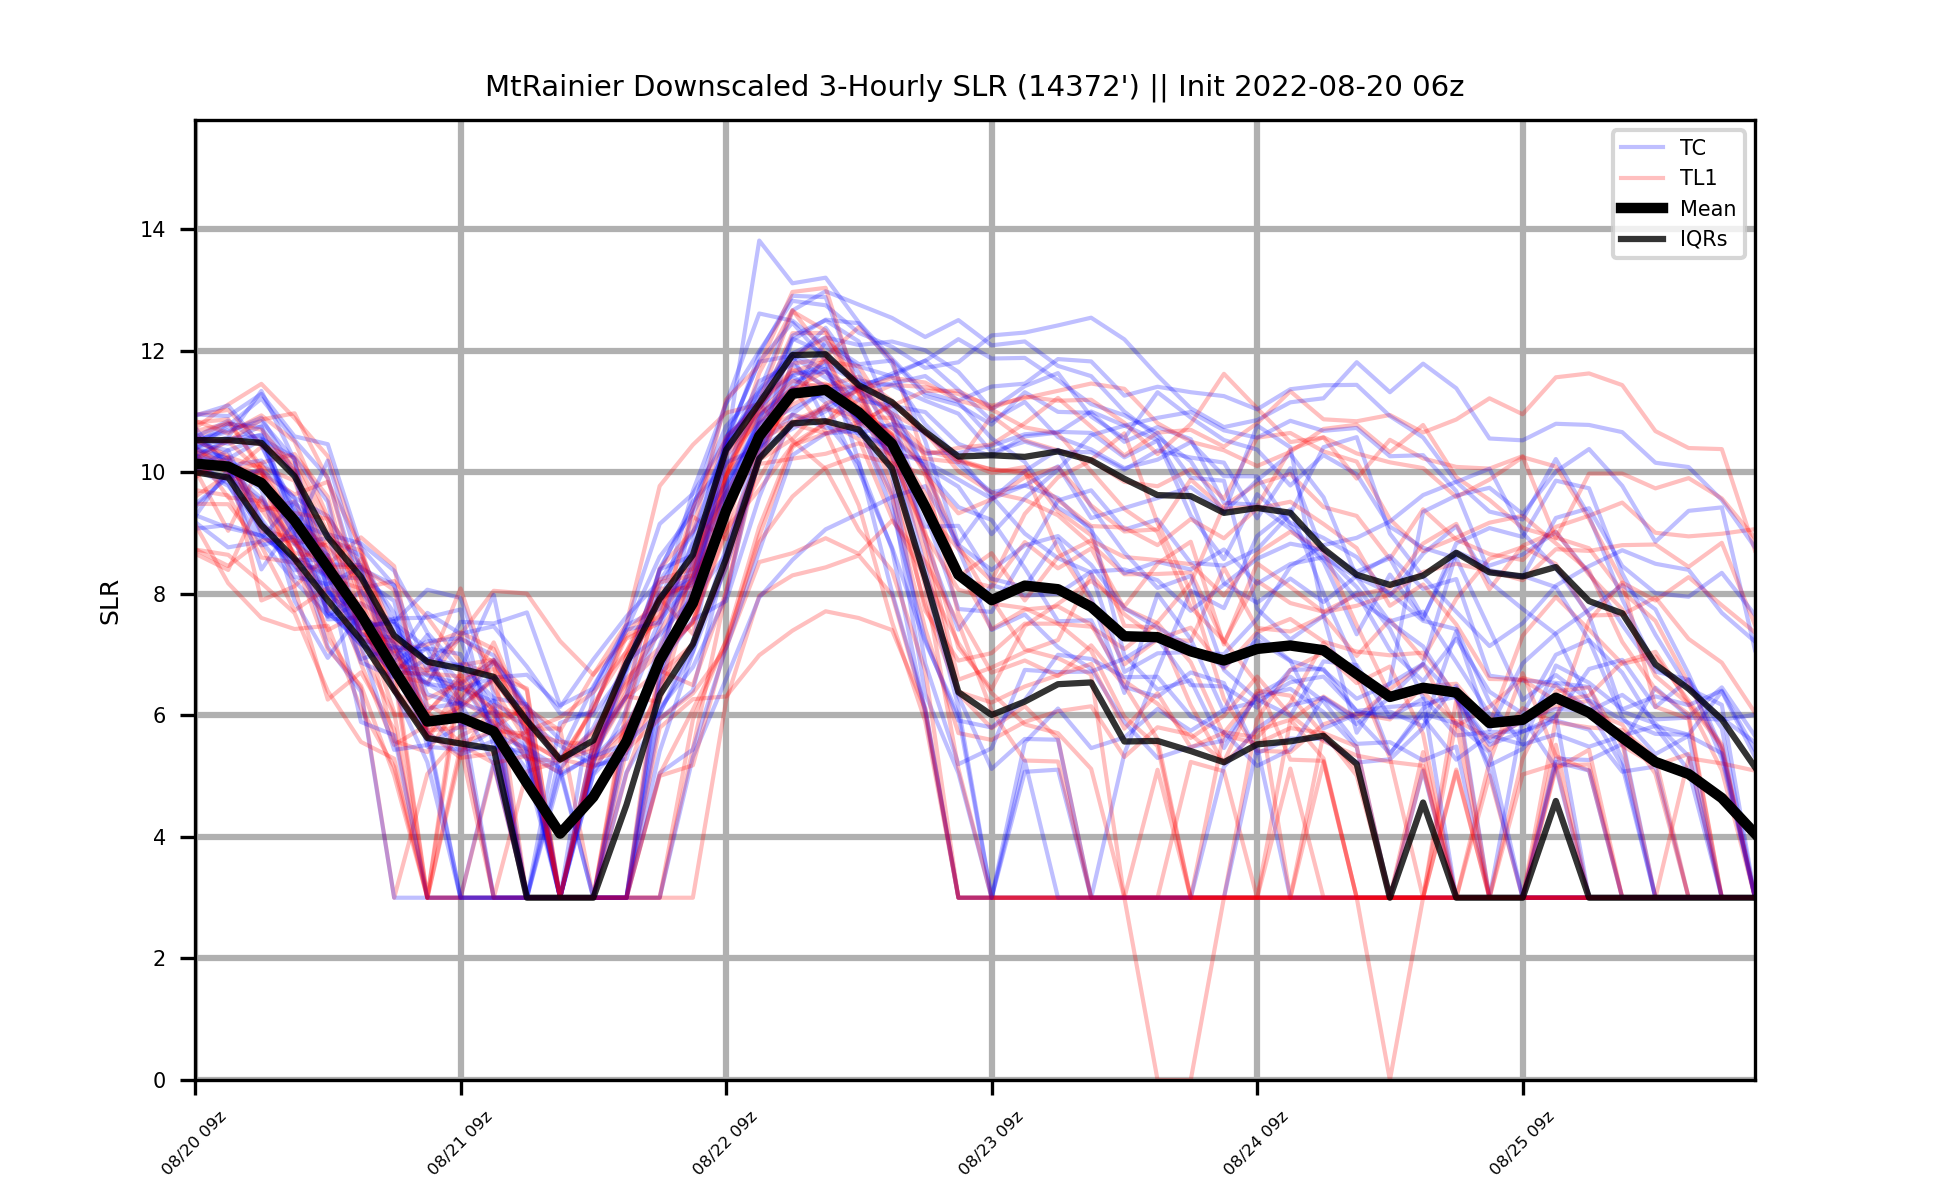 MtRainier Downscaled 3-Hourly SLR (14372') || Init 2022-08-20 06z
TC
TL1
Mean
IQRs
SLR
14
12
10
8
6
4
2
0
08/20 09z
08/21 09z
08/22 09z
08/23 09z
08/24 09z
08/25 09z